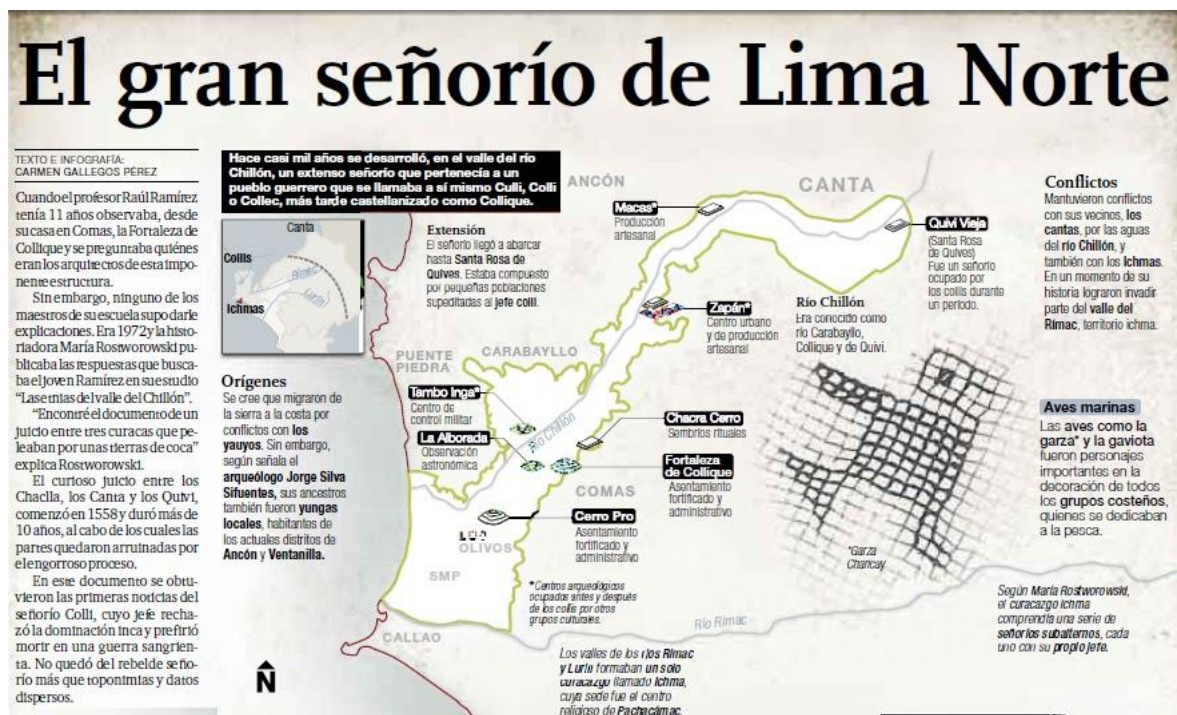 El gran señorío de Lima Norte
TEXTO E INFOGRAFÍA:
CARMEN GALLEGOS PÉREZ
Cuando el profesor Raúl Ramírez
tenía 11 años observaba, desde
su casa en Comas, la Fortaleza de
Collique y se preguntaba quiénes
eran los arquitectos de esta impo-
nente estructura.
Sin embargo, ninguno de los
maestros de su escuela supo darle
explicaciones. Era 1972 y la histo-
riadora María Rostworowski pu-
blicaba las respuestas que busca-
ba el joven Ramírez en su estudio
"Las etnias del valle del Chillón".
"Encontré el documento de un
juicio entre tres curacas que pe-
leaban por unas tierras de coca"
explica Rostworowski.
El curioso juicio entre los
Chaclla, los Canta y los Quivi,
comenzó en 1558 y duró más de
10 años, al cabo de los cuales las
partes quedaron arruinadas por
el engorroso proceso.
En este documento se obtu-
vieron las primeras noticias del
señorío Colli, cuyo jefe recha-
zó la dominación inca y prefirió
morir en una guerra sangrien-
ta. No quedó del rebelde seño-
río más que toponimias y datos
dispersos.
Hace casi mil años se desarrolló, en el valle del río
Chillón, un extenso señorío que pertenecía a un
pueblo guerrero que se llamaba a sí mismo Culli, Colli
o Collec, más tarde castellanizado como Collique.
Canta
Collis
Rímac
Lurín
Ichmas
Extensión
El señorío llegó a abarcar
hasta Santa Rosa de
Quives. Estaba compuesto
por pequeñas poblaciones
supeditadas al jefe colli.
Orígenes
Se cree que migraron de
la sierra a la costa por
conflictos con los
yauyos. Sin embargo,
según señala el
arqueólogo Jorge Silva
Sifuentes, sus ancestros
también fueron yungas
locales, habitantes de
los actuales distritos de
Ancón y Ventanilla.
ANCÓN
CANTA
Macas*
Producción
artesanal
Quivi Vieja
(Santa Rosa
de Quives)
Fue un señorío
ocupado por
los collis durante
un período.
Zapán*
Centro urbano
y de producción
artesanal
Río Chillón
Era conocido como
río Carabayllo,
Collique y de Quivi.
PUENTE
PIEDRA
CARABAYLLO
Tambo Inga*
Centro de
control militar
La Alborada
Observación
astronómica
Río Chillón
Chacra Cerro
Sembríos rituales
Fortaleza
de Collique
Asentamiento
fortificado y
administrativo
COMAS
Cerro Pro
Asentamiento
fortificado y
administrativo
LOS
OLIVOS
SMP
CALLAO
*Centros arqueológicos
ocupados antes y después
de los collis por otros
grupos culturales.
Río Rímac
N
Los valles de los ríos Rímac
y Lurín formaban un solo
curacazgo llamado Ichma,
cuya sede fue el centro
religioso de Pachacámac.
Conflictos
Mantuvieron conflictos
con sus vecinos, los
cantas, por las aguas
del río Chillón, y
también con los Ichmas.
En un momento de su
historia lograron invadir
parte del valle del
Rímac, territorio ichma.
Aves marinas
Las aves como la
garza* y la gaviota
fueron personajes
importantes en la
decoración de todos
los grupos costeños,
quienes se dedicaban
a la pesca.
*Garza
Chancay
Según María Rostworowski,
el curacazgo Ichma
comprendía una serie de
señoríos subalternos, cada
uno con su propio jefe.